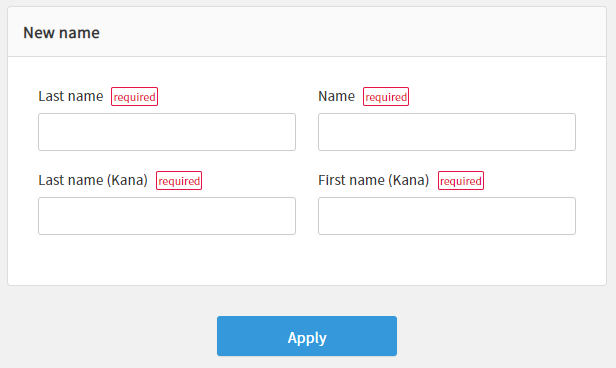 New name
Last name required Name required
Last name (Kana) required First name (Kana) required
Apply